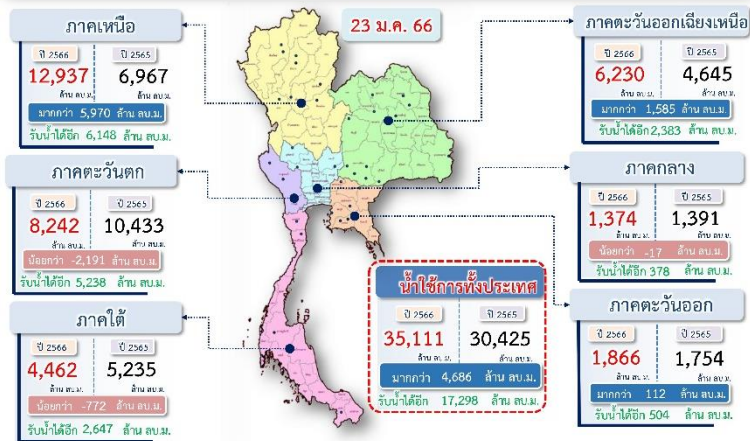 ภาคเหนือ
ปี 2566 ปี 2565
12,937 6,967
ล้าน ลบ.ม. ล้าน ลบ.ม.
มากกว่า 5,970 ล้าน ลบ.ม.
รับน้ำได้อีก 6,148 ล้าน ลบ.ม.
23 ม.ค. 66
ภาคตะวันออกเฉียงเหนือ
ปี 2566 ปี 2565
6,230 4,645
ล้าน ลบ.ม. ล้าน ลบ.ม.
มากกว่า 1,585 ล้าน ลบ.ม.
รับน้ำได้อีก 2,383 ล้าน ลบ.ม.
ภาคตะวันตก
ปี 2566 ปี 2565
8,242 10,433
ล้าน ลบ.ม. ล้าน ลบ.ม.
น้อยกว่า -2,191 ล้าน ลบ.ม.
รับน้ำได้อีก 5,238 ล้าน ลบ.ม.
ภาคกลาง
ปี 2566 ปี 2565
1,374 1,391
ล้าน ลบ.ม. ล้าน ลบ.ม.
น้อยกว่า -17 ล้าน ลบ.ม.
รับน้ำได้อีก 378 ล้าน ลบ.ม.
ภาคใต้
ปี 2566 ปี 2565
4,462 5,235
ล้าน ลบ.ม. ล้าน ลบ.ม.
น้อยกว่า -772 ล้าน ลบ.ม.
รับน้ำได้อีก 2,647 ล้าน ลบ.ม.
น้ำใช้การทั้งประเทศ
ปี 2566 ปี 2565
35,111 30,425
ล้าน ลบ.ม. ล้าน ลบ.ม.
มากกว่า 4,686 ล้าน ลบ.ม.
รับน้ำได้อีก 17,298 ล้าน ลบ.ม.
ภาคตะวันออก
ปี 2566 ปี 2565
1,866 1,754
ล้าน ลบ.ม. ล้าน ลบ.ม.
มากกว่า 112 ล้าน ลบ.ม.
รับน้ำได้อีก 504 ล้าน ลบ.ม.